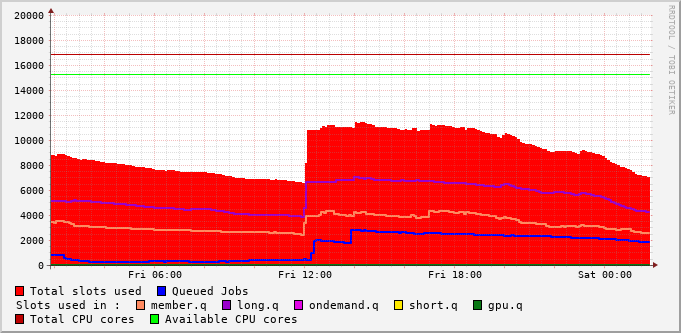 RRDTOOL / TOBI OETIKER
20000
18000
16000
14000
12000
10000
8000
6000
4000
2000
0
Fri 06:00 Fri 12:00 Fri 18:00 Sat 00:00
Total slots used Queued Jobs
Slots used in : member.q long.q ondemand.q short.q gpu.q
Total CPU cores Available CPU cores